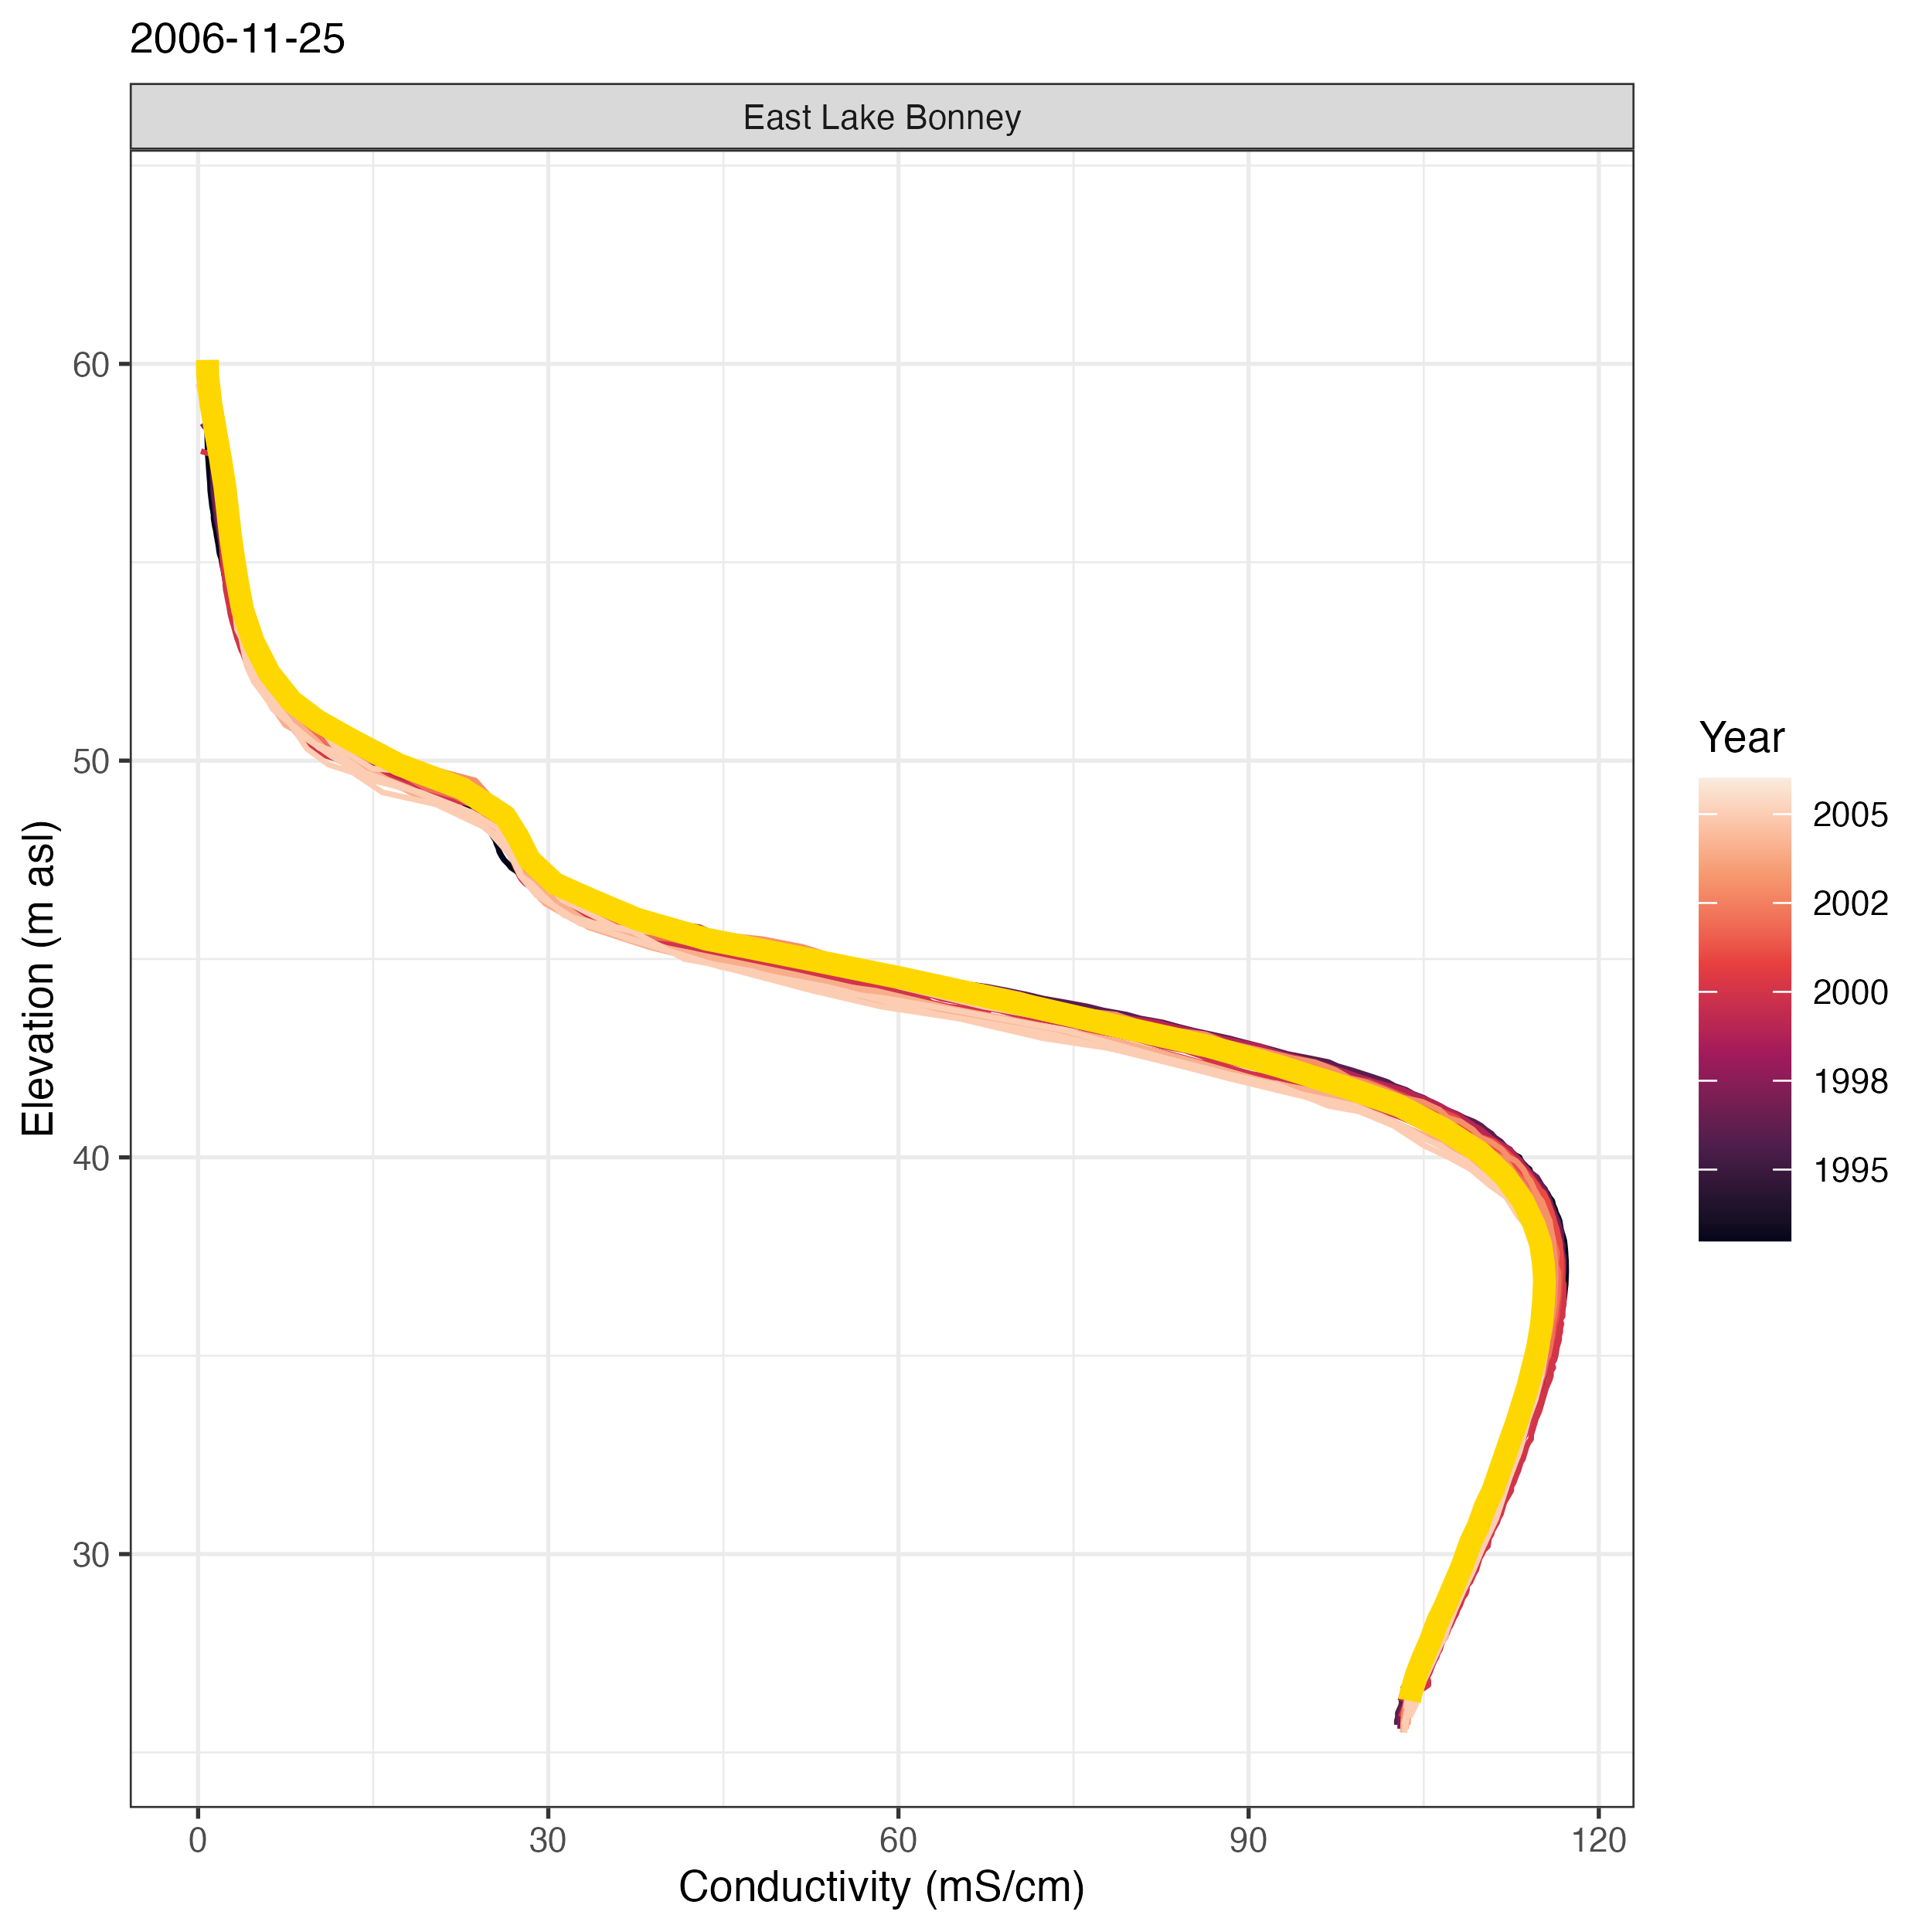 2006-11-25
East Lake Bonney
60
50
40
30
Elevation (m asl)
0 30 60 90 120
Conductivity (mS/cm)
Year
2005
2002
2000
1998
1995